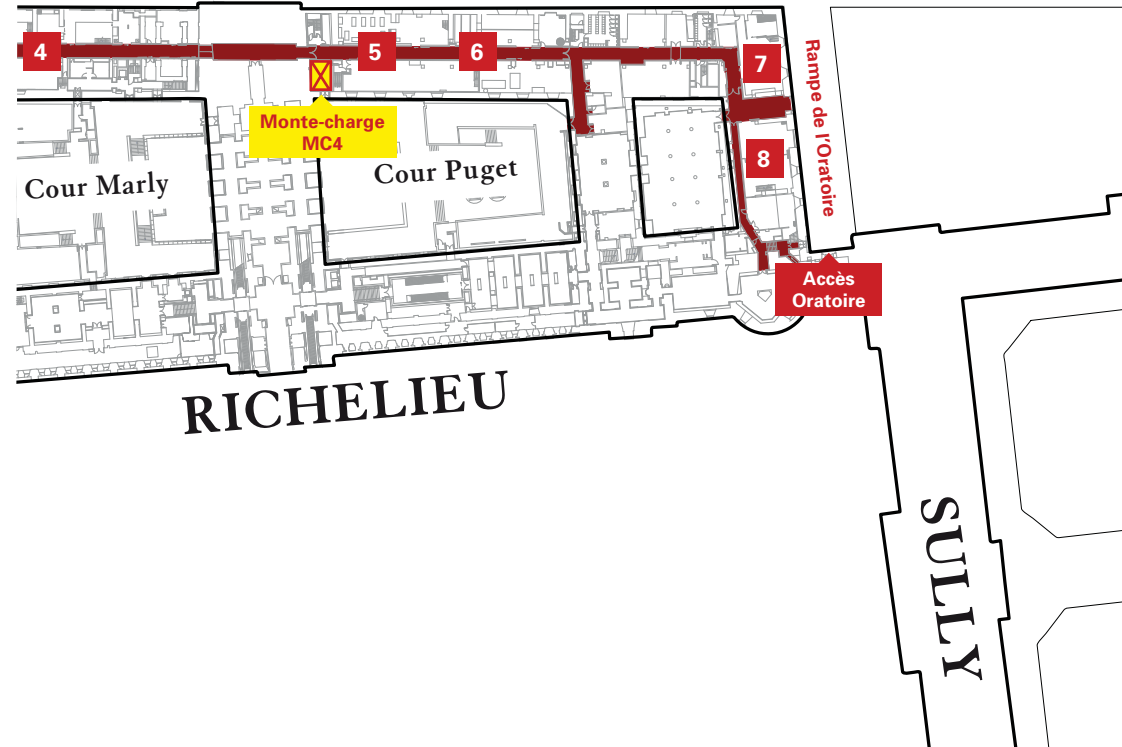 4
5
6
7
Rampe de l'Oratoire
Monte-charge
MC4
8
Cour Marly
Cour Puget
Accès
Oratoire
RICHELIEU
SULLY